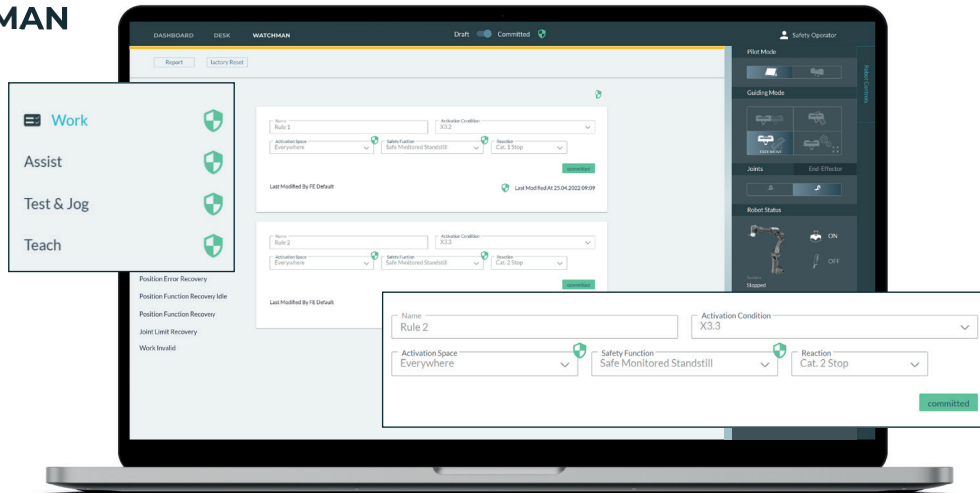 MAN
DASHBOARD DESK WATCHMAN Draft Committed Safety Operator
Report factory Reset
Pilot Mode
Robot Controls
Guiding Mode
Work
Assist
Test & Jog
Teach
Name
Rule 1
Activation Condition
X3.2
Activation Space
Everywhere
Safety Function
Safe Monitored Standstill
Reaction
Cat. 1 Stop
committed
Last Modified By FE Default Last Modified At 25.04.2022 09:09
Joints End-Effector
Robot Status
ON
OFF
Stopped
Name
Rule 2
Activation Condition
X3.3
Activation Space
Everywhere
Safety Function
Safe Monitored Standstill
Reaction
Cat. 2 Stop
committed
Last Modified By FE Default
Position Error Recovery
Position Function Recovery Idle
Position Function Recovery
Joint Limit Recovery
Work Invalid
Name
Rule 2
Activation Condition
X3.3
Activation Space
Everywhere
Safety Function
Safe Monitored Standstill
Reaction
Cat. 2 Stop
committed